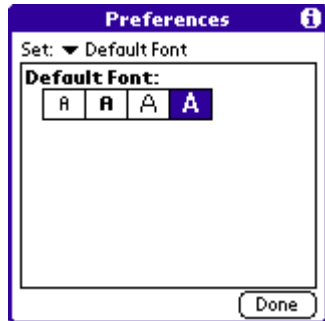 Preferences i
Set: Default Font
Default Font:
A A A A
Done